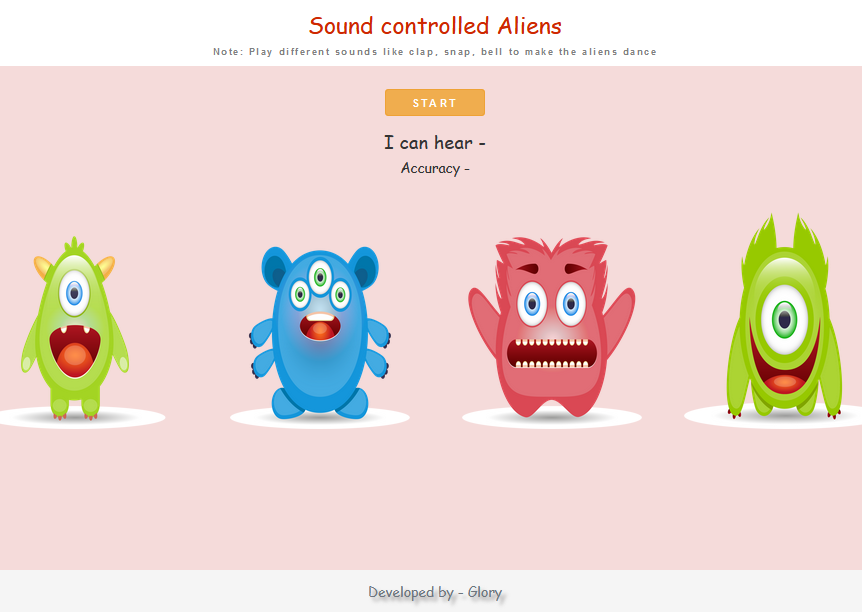 Sound controlled Aliens
Note: Play different sounds like clap, snap, bell to make the aliens dance
START
I can hear -
Accuracy -
Developed by - Glory